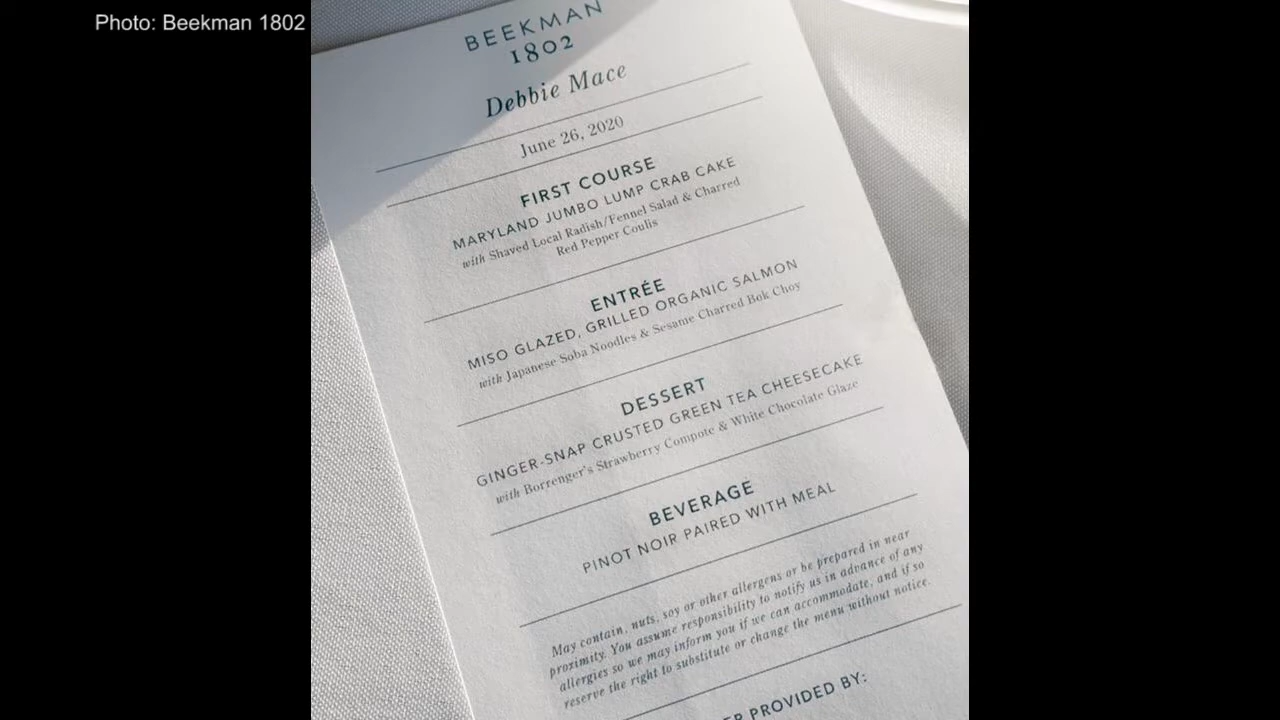 Photo: Beekman 1802
BEEKMAN
1802
Debbie Mace
June 26, 2020
FIRST COURSE
MARYLAND JUMBO LUMP CRAB CAKE
with Shaved Local Radish/Fennel Salad & Charred
Red Pepper Coulis
ENTRÉE
MISO GLAZED, GRILLED ORGANIC SALMON
with Japanese Soba Noodles & Sesame Charred Bok Choy
DESSERT
GINGER-SNAP CRUSTED GREEN TEA CHEESECAKE
with Borrenger's Strawberry Compote & White Chocolate Glaze
BEVERAGE
PINOT NOIR PAIRED WITH MEAL
May contain, nuts, soy or other allergens or be prepared in near
proximity. You assume responsibility to notify us in advance of any
allergies so we may inform you if we can accommodate, and if so
reserve the right to substitute or change the menu without notice.
PROVIDED BY: